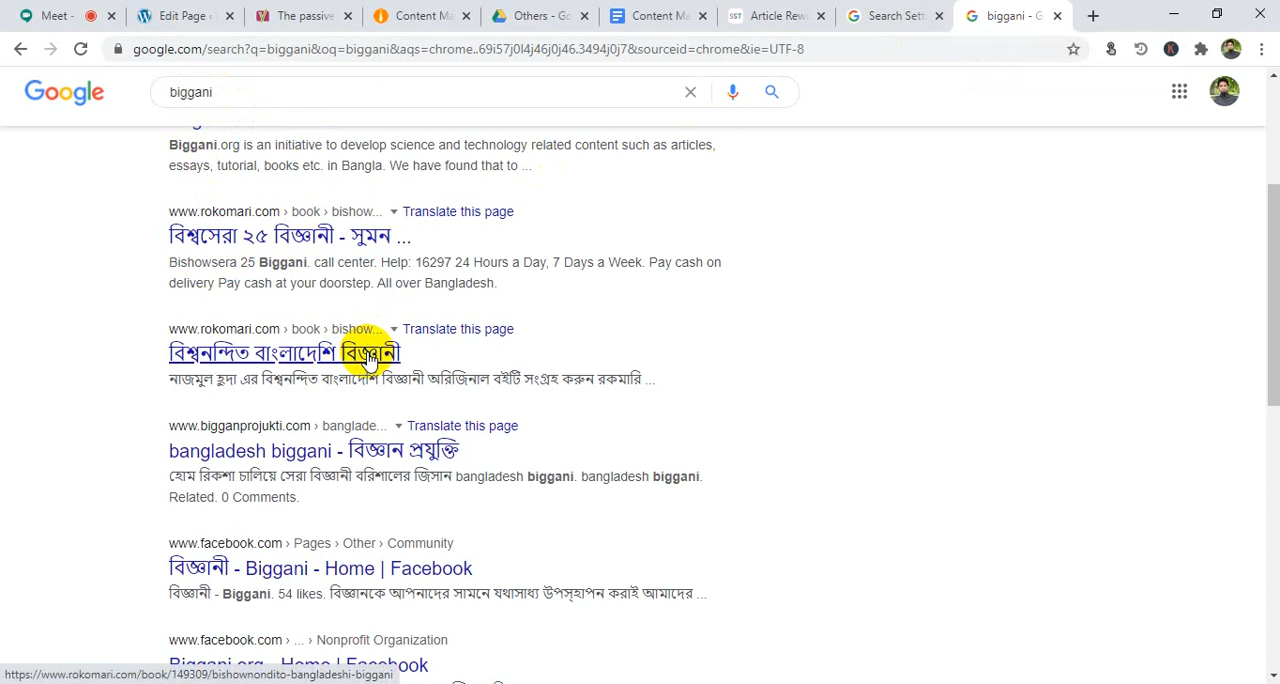 Meet -
Edit Page ‹
The passive
Content Ma
Others - Go
Content Ma
SST Article Rew
Search Sett
biggani - G
google.com/search?q=biggani&oq=biggani&aqs=chrome..69i57j0l4j46j0j46.3494j0j7&sourceid=chrome&ie=UTF-8
K
Google
biggani
Biggani.org is an initiative to develop science and technology related content such as articles,
essays, tutorial, books etc. in Bangla. We have found that to ...
www.rokomari.com › book › bishow... Translate this page
বিশ্বসেরা ২৫ বিজ্ঞানী - সুমন ...
Bishowsera 25 Biggani. call center. Help: 16297 24 Hours a Day, 7 Days a Week. Pay cash on
delivery Pay cash at your doorstep. All over Bangladesh.
www.rokomari.com › book › bishow... Translate this page
বিশ্বনন্দিত বাংলাদেশি বিজ্ঞানী
নাজমুল হুদা এর বিশ্বনন্দিত বাংলাদেশি বিজ্ঞানী অরিজিনাল বইটি সংগ্রহ করুন রকমারি ...
www.bigganprojukti.com › banglade... Translate this page
bangladesh biggani - বিজ্ঞান প্রযুক্তি
হোম রিকশা চালিয়ে সেরা বিজ্ঞানী বরিশালের জিসান bangladesh biggani. bangladesh biggani.
Related. 0 Comments.
www.facebook.com › Pages › Other › Community
বিজ্ঞানী - Biggani - Home | Facebook
বিজ্ঞানী - Biggani. 54 likes. বিজ্ঞানকে আপনাদের সামনে যথাসাধ্য উপস্হাপন করাই আমাদের ...
www.facebook.com › ... › Nonprofit Organization
Biggani.org - Home | Facebook
https://www.rokomari.com/book/149309/bishownondito-bangladeshi-biggani